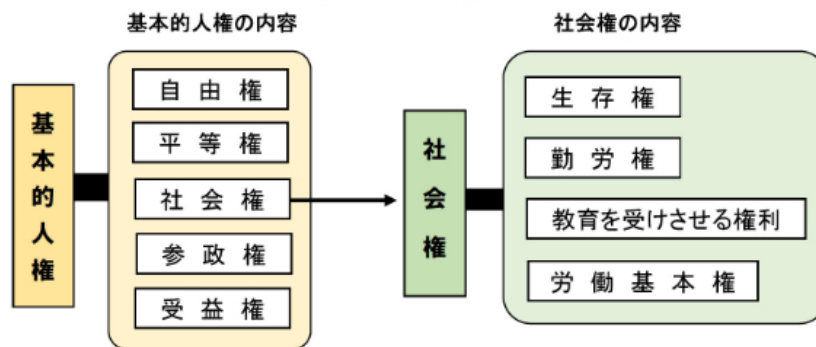 基本的人権の内容
基本的人権
自由権
平等権
社会権
参政権
受益権
社会権の内容
社会権
生存権
勤労権
教育を受けさせる権利
労働基本権